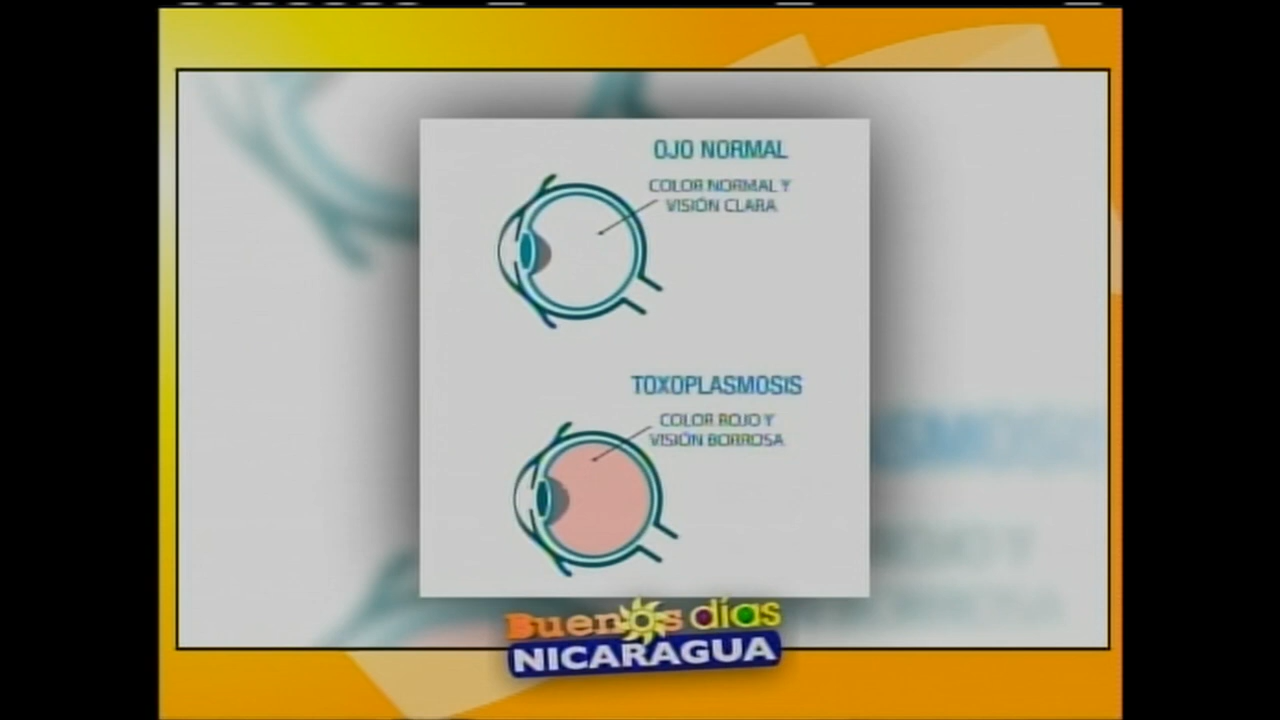 OJO NORMAL
COLOR NORMAL Y
VISIÓN CLARA
TOXOPLASMOSIS
COLOR ROJO Y
VISIÓN BORROSA
Buenos días
NICARAGUA